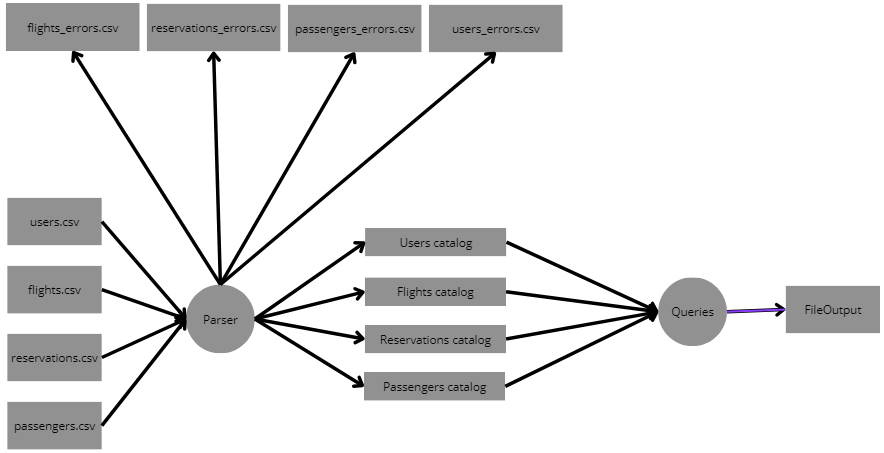 flights_errors.csv
reservations_errors.csv
passengers_errors.csv
users_errors.csv
users.csv
flights.csv
reservations.csv
passengers.csv
Parser
Users catalog
Flights catalog
Reservations catalog
Passengers catalog
Queries
FileOutput